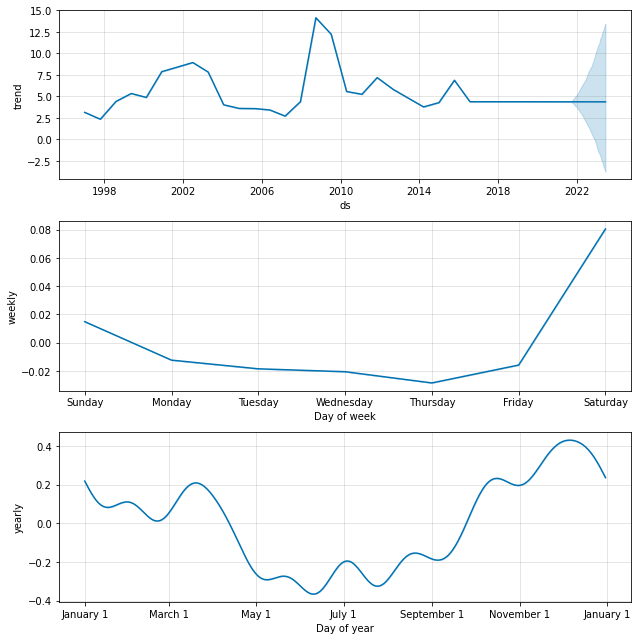 15.0
12.5
10.0
7.5
5.0
2.5
0.0
−2.5
trend
1998 2002 2006 2010 2014 2018 2022
ds
0.08
0.06
0.04
0.02
0.00
−0.02
weekly
Sunday Monday Tuesday Wednesday Thursday Friday Saturday
Day of week
0.4
0.2
0.0
−0.2
−0.4
yearly
January 1 March 1 May 1 July 1 September 1 November 1 January 1
Day of year